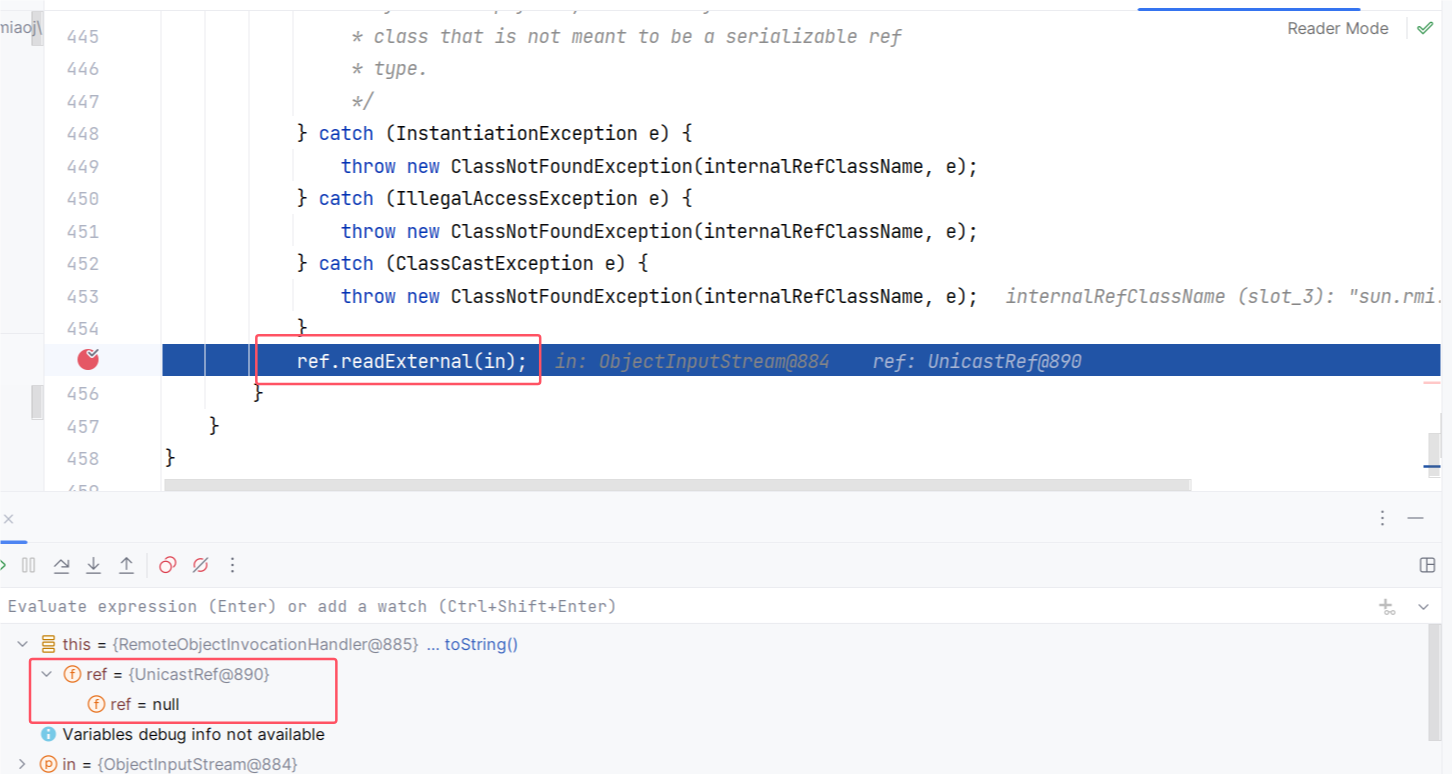 miaoj\
445 * class that is not meant to be a serializable ref
Reader Mode
446 * type.
447 */
448 } catch (InstantiationException e) {
449 throw new ClassNotFoundException(internalRefClassName, e);
450 } catch (IllegalAccessException e) {
451 throw new ClassNotFoundException(internalRefClassName, e);
452 } catch (ClassCastException e) {
453 throw new ClassNotFoundException(internalRefClassName, e); internalRefClassName (slot_3): "sun.rmi.
454 }
ref.readExternal(in); in: ObjectInputStream@884 ref: UnicastRef@890
456 }
457 }
458 }
Evaluate expression (Enter) or add a watch (Ctrl+Shift+Enter)
this = {RemoteObjectInvocationHandler@885} ... toString()
f ref = {UnicastRef@890}
f ref = null
i Variables debug info not available
p in = {ObjectInputStream@884}